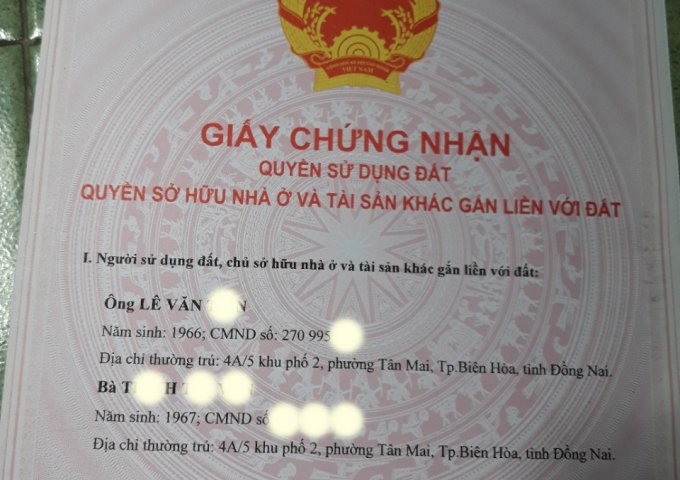 VIỆT NAM
GIẤY CHỨNG NHẬN
QUYỀN SỬ DỤNG ĐẤT
QUYỀN SỞ HỮU NHÀ Ở VÀ TÀI SẢN KHÁC GẮN LIỀN VỚI ĐẤT
I. Người sử dụng đất, chủ sở hữu nhà ở và tài sản khác gắn liền với đất:
Ông LÊ VĂN
Năm sinh: 1966; CMND số: 270 995
Địa chỉ thường trú: 4A/5 khu phố 2, phường Tân Mai, Tp.Biên Hòa, tỉnh Đồng Nai.
Bà
Năm sinh: 1967; CMND số
Địa chỉ thường trú: 4A/5 khu phố 2, phường Tân Mai, Tp.Biên Hòa, tỉnh Đồng Nai.